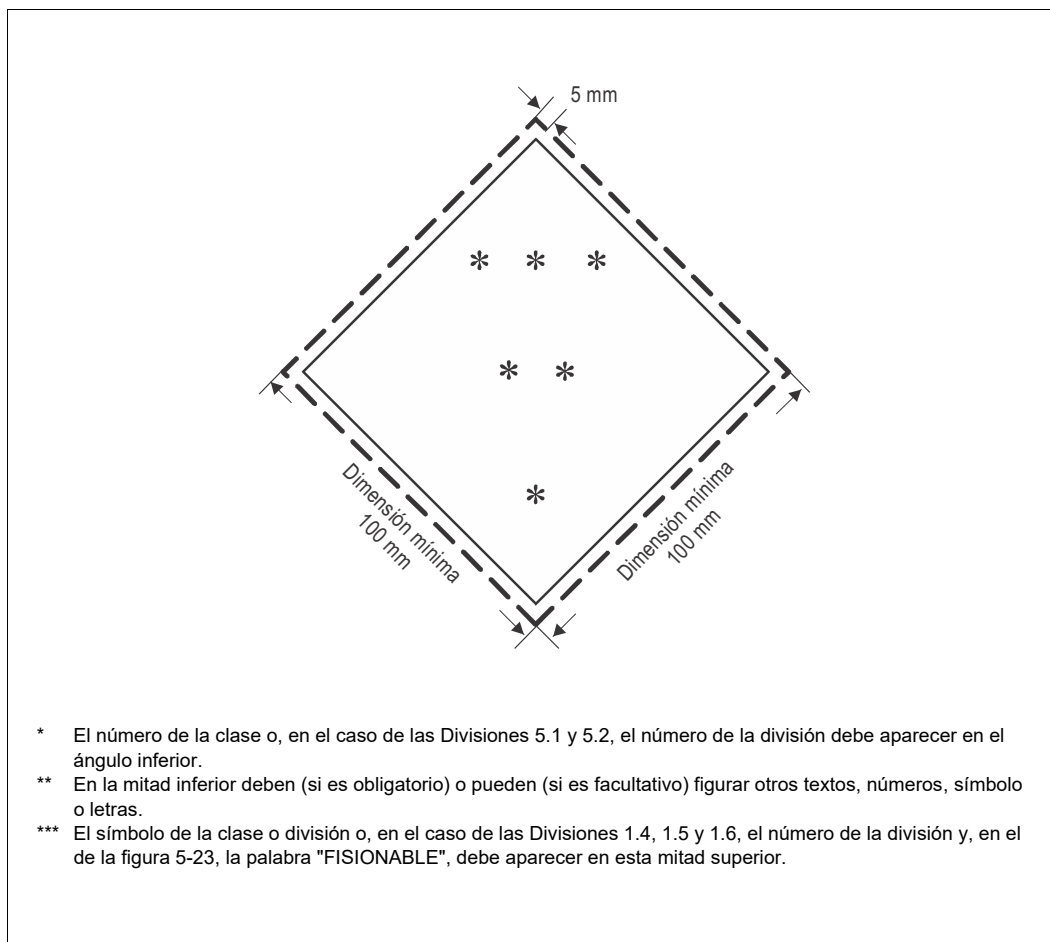 5 mm
* * *
* *
*
Dimensión mínima
100 mm
Dimensión mínima
100 mm
* El número de la clase o, en el caso de las Divisiones 5.1 y 5.2, el número de la división debe aparecer en el
ángulo inferior.
** En la mitad inferior deben (si es obligatorio) o pueden (si es facultativo) figurar otros textos, números, símbolo
o letras.
*** El símbolo de la clase o división o, en el caso de las Divisiones 1.4, 1.5 y 1.6, el número de la división y, en el
de la figura 5-23, la palabra "FISIONABLE", debe aparecer en esta mitad superior.